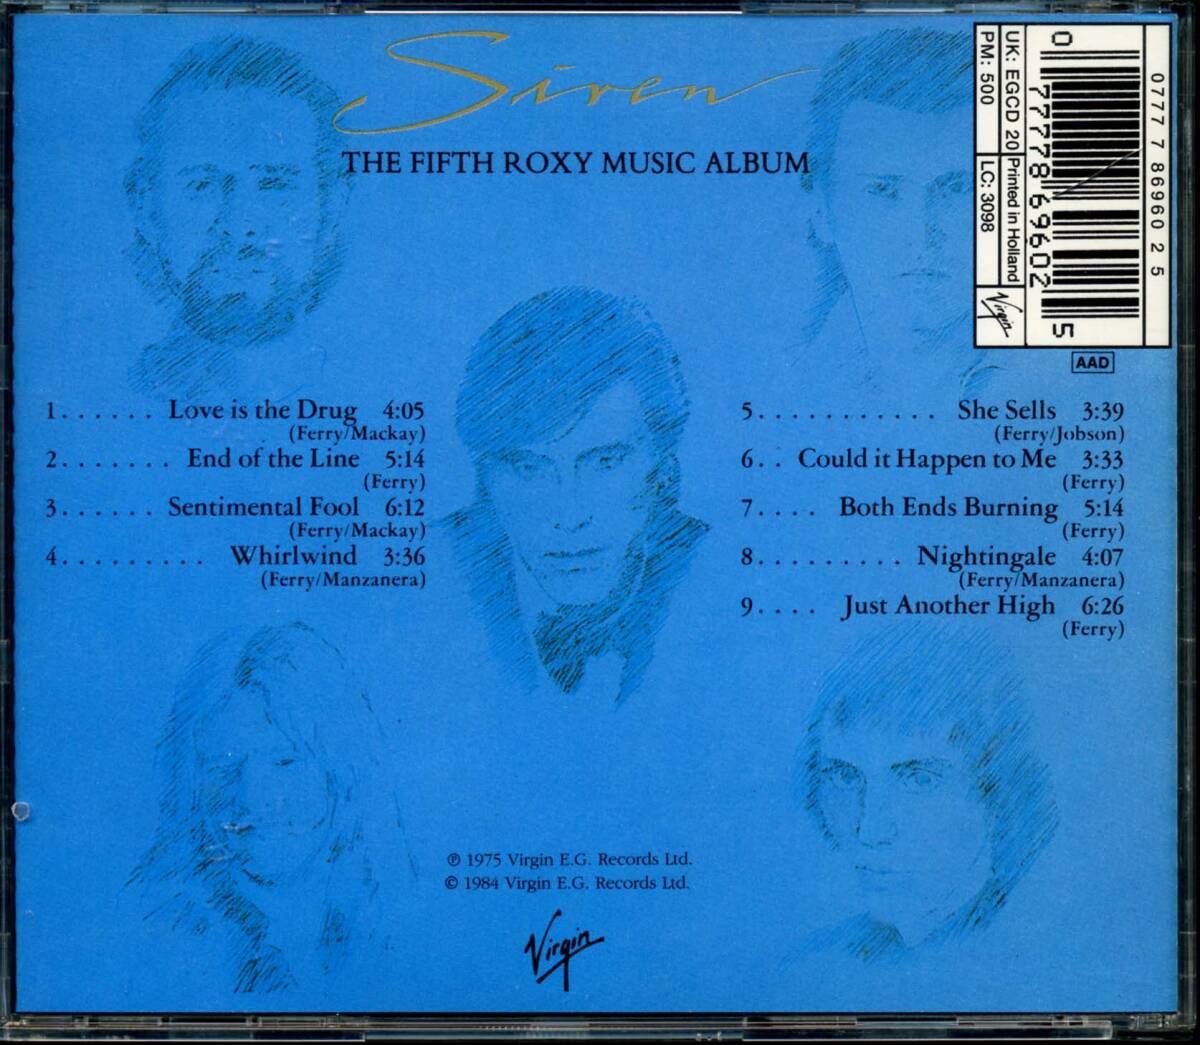 Siren
THE FIFTH ROXY MUSIC ALBUM
1...... Love is the Drug 4:05
(Ferry/Mackay)
2....... End of the Line 5:14
(Ferry)
3...... Sentimental Fool 6:12
(Ferry/Mackay)
4......... Whirlwind 3:36
(Ferry/Manzanera)
5........... She Sells 3:39
(Ferry/Jobson)
6.. Could it Happen to Me 3:33
(Ferry)
7.... Both Ends Burning 5:14
(Ferry)
8......... Nightingale 4:07
(Ferry/Manzanera)
9.... Just Another High 6:26
(Ferry)
℗ 1975 Virgin E.G. Records Ltd.
© 1984 Virgin E.G. Records Ltd.
Virgin
0777 7 86960 2 5
0 77778 69602 5
UK: EGCD 20
PM: 500
Printed in Holland
LC: 3098
Virgin
AAD